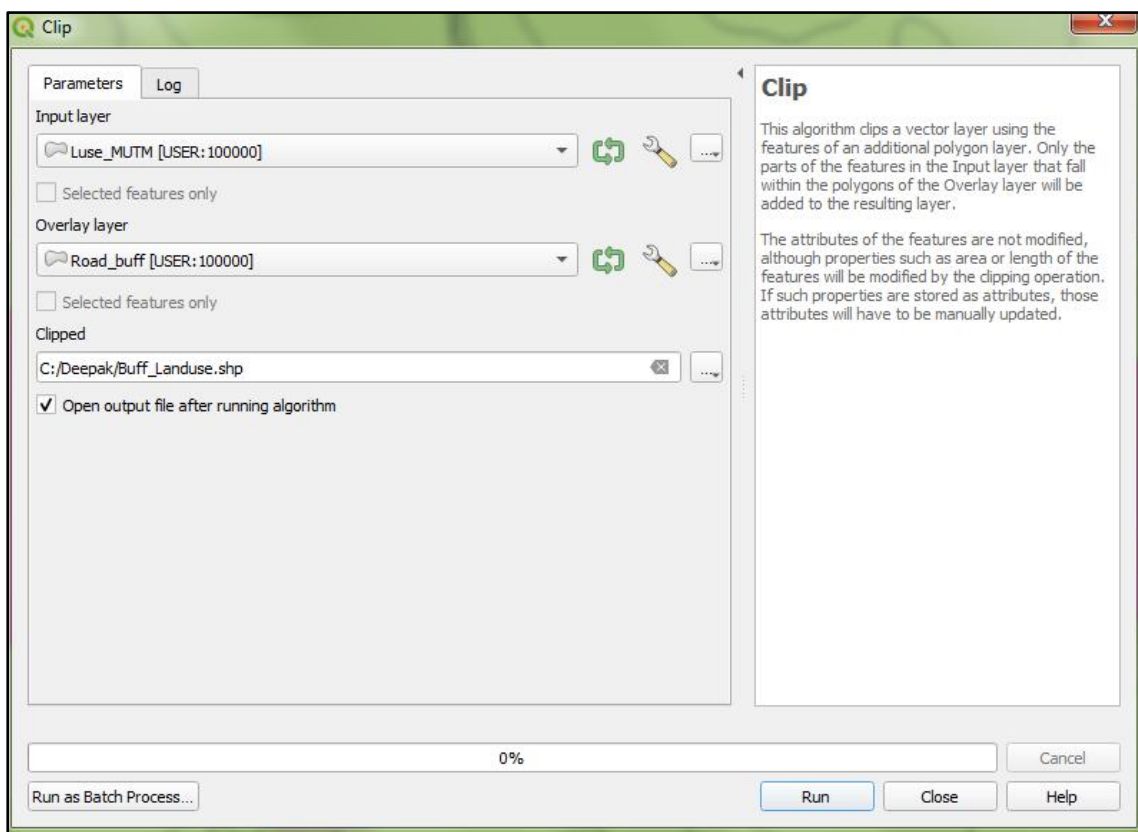 Clip
Parameters
Log
Input layer
Luse_MUTM [USER:100000]
...
Selected features only
Overlay layer
Road_buff [USER:100000]
...
Selected features only
Clipped
C:/Deepak/Buff_Landuse.shp
...
Open output file after running algorithm
Clip
This algorithm clips a vector layer using the
features of an additional polygon layer. Only the
parts of the features in the Input layer that fall
within the polygons of the Overlay layer will be
added to the resulting layer.
The attributes of the features are not modified,
although properties such as area or length of the
features will be modified by the clipping operation.
If such properties are stored as attributes, those
attributes will have to be manually updated.
0%
Cancel
Run as Batch Process...
Run
Close
Help